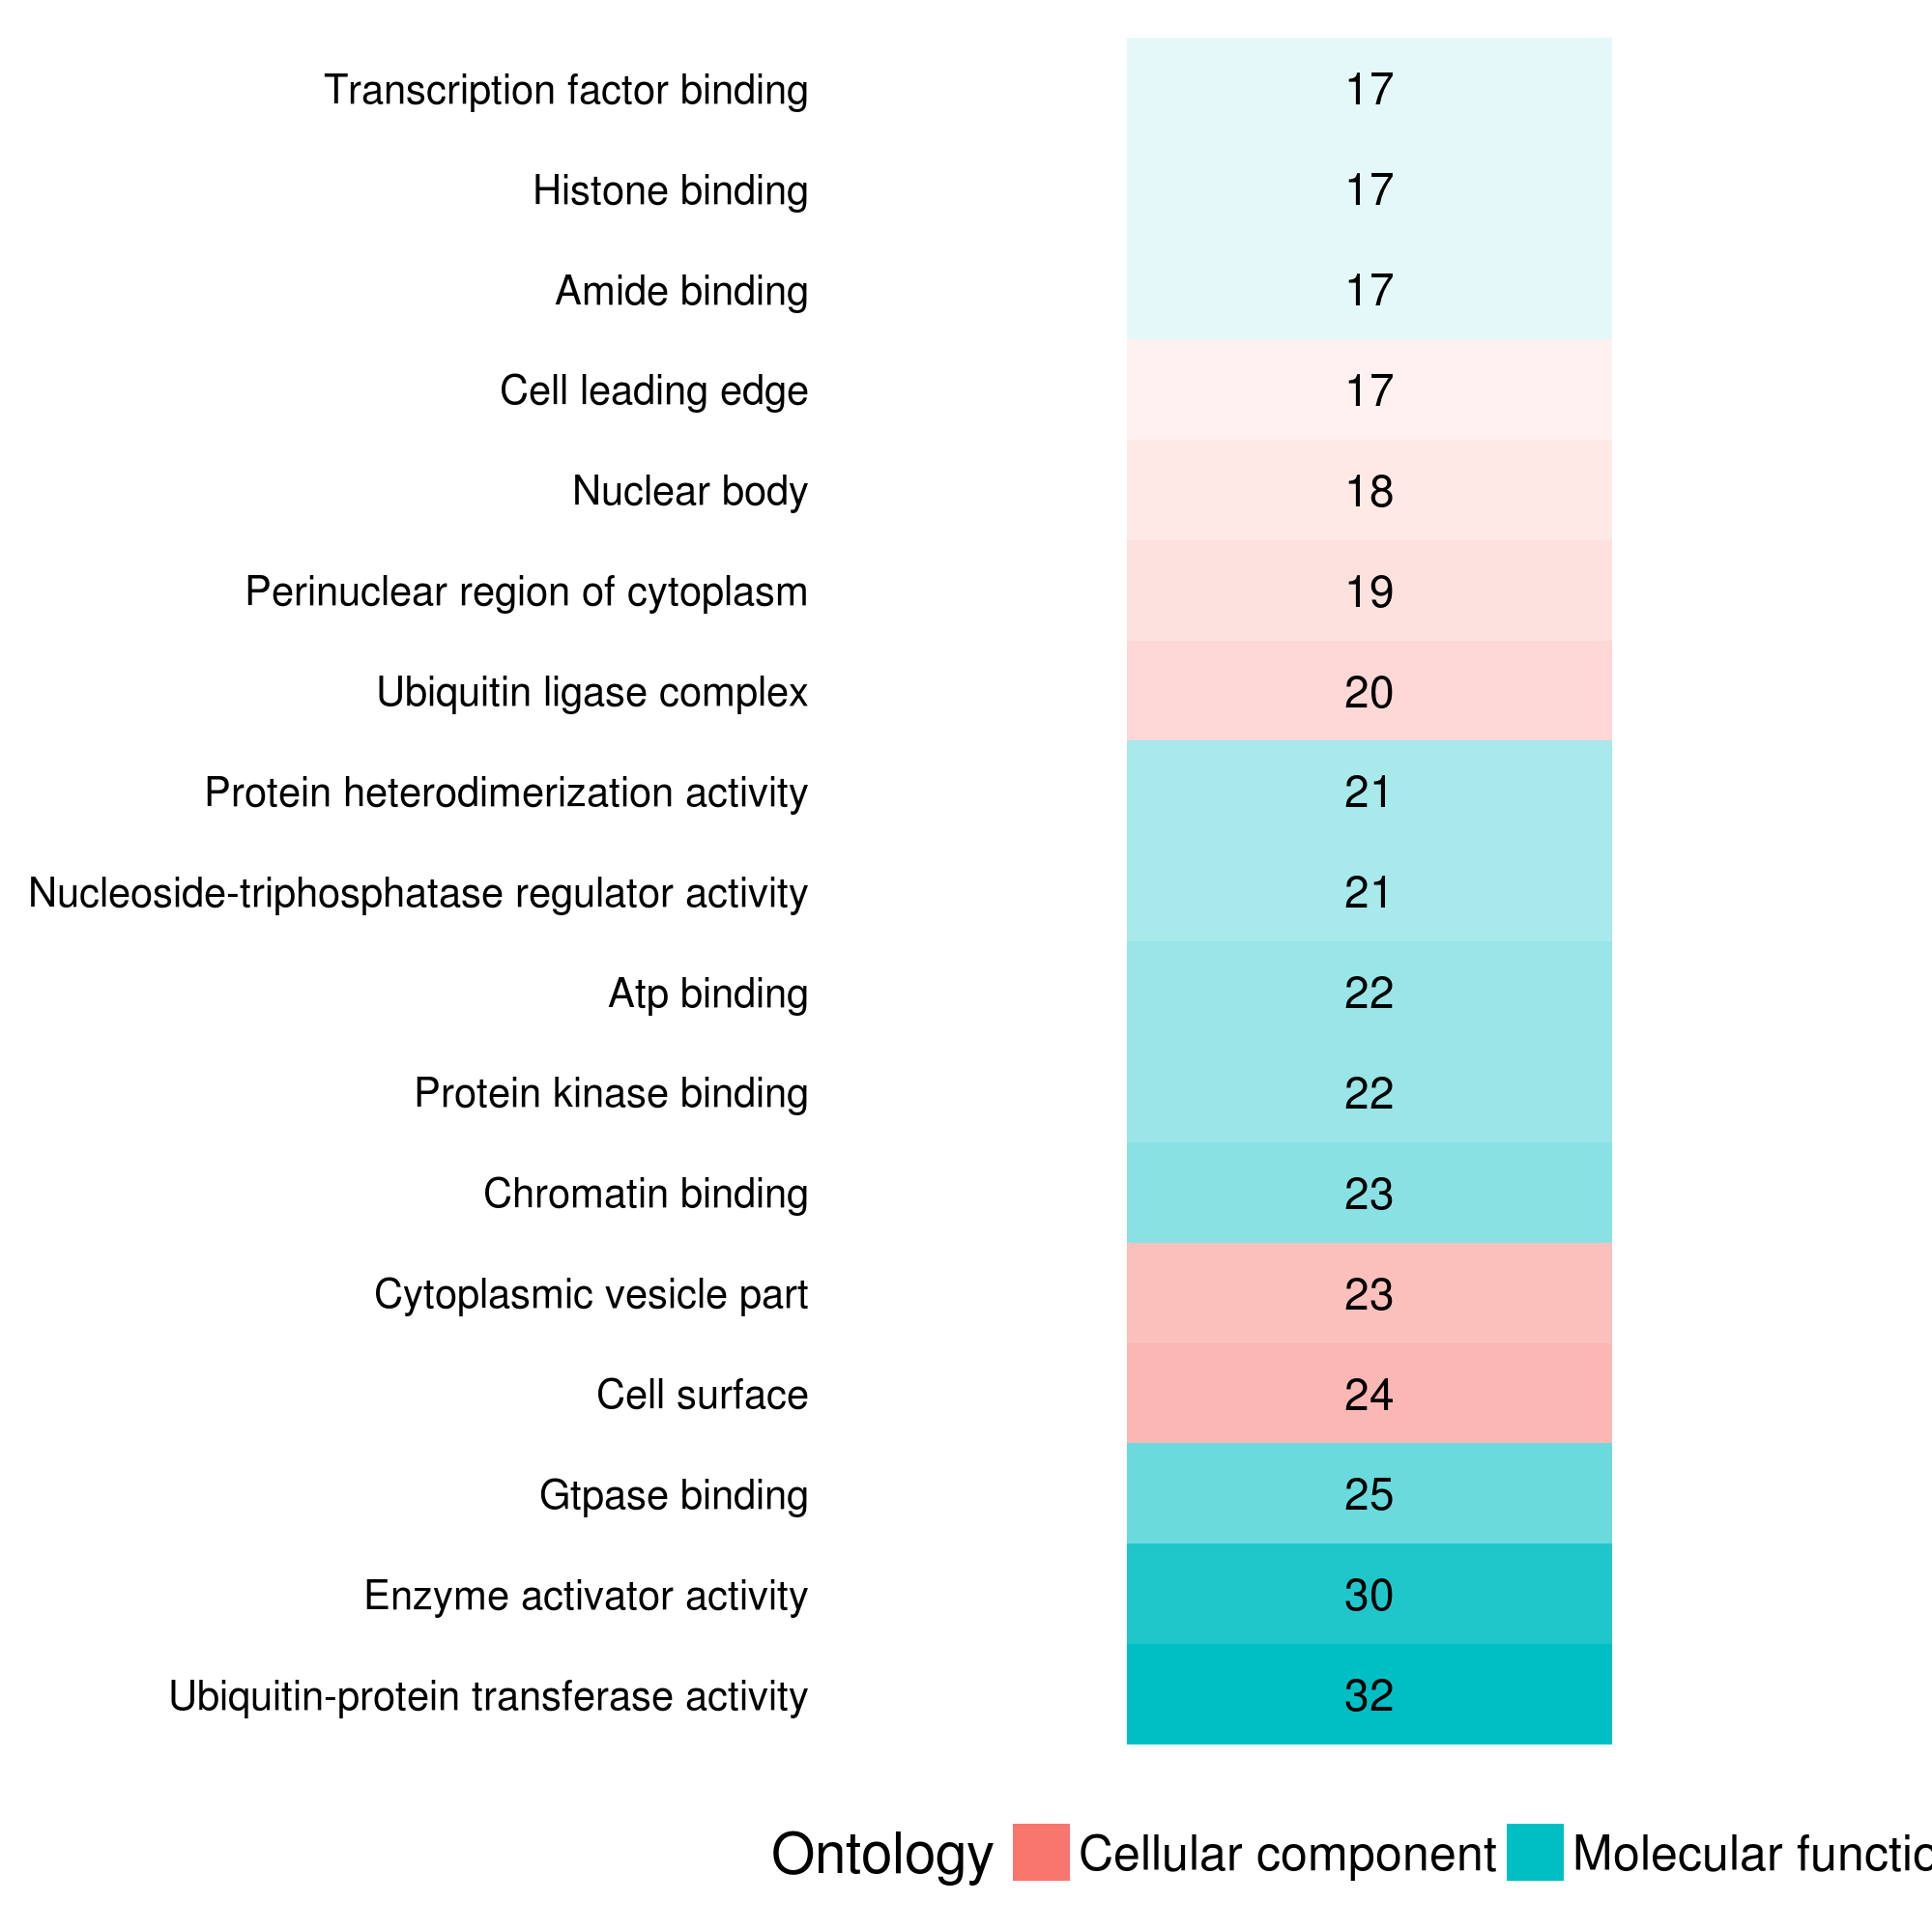 Transcription factor binding 17
Histone binding 17
Amide binding 17
Cell leading edge 17
Nuclear body 18
Perinuclear region of cytoplasm 19
Ubiquitin ligase complex 20
Protein heterodimerization activity 21
Nucleoside-triphosphatase regulator activity 21
Atp binding 22
Protein kinase binding 22
Chromatin binding 23
Cytoplasmic vesicle part 23
Cell surface 24
Gtpase binding 25
Enzyme activator activity 30
Ubiquitin-protein transferase activity 32
Ontology Cellular component Molecular functio